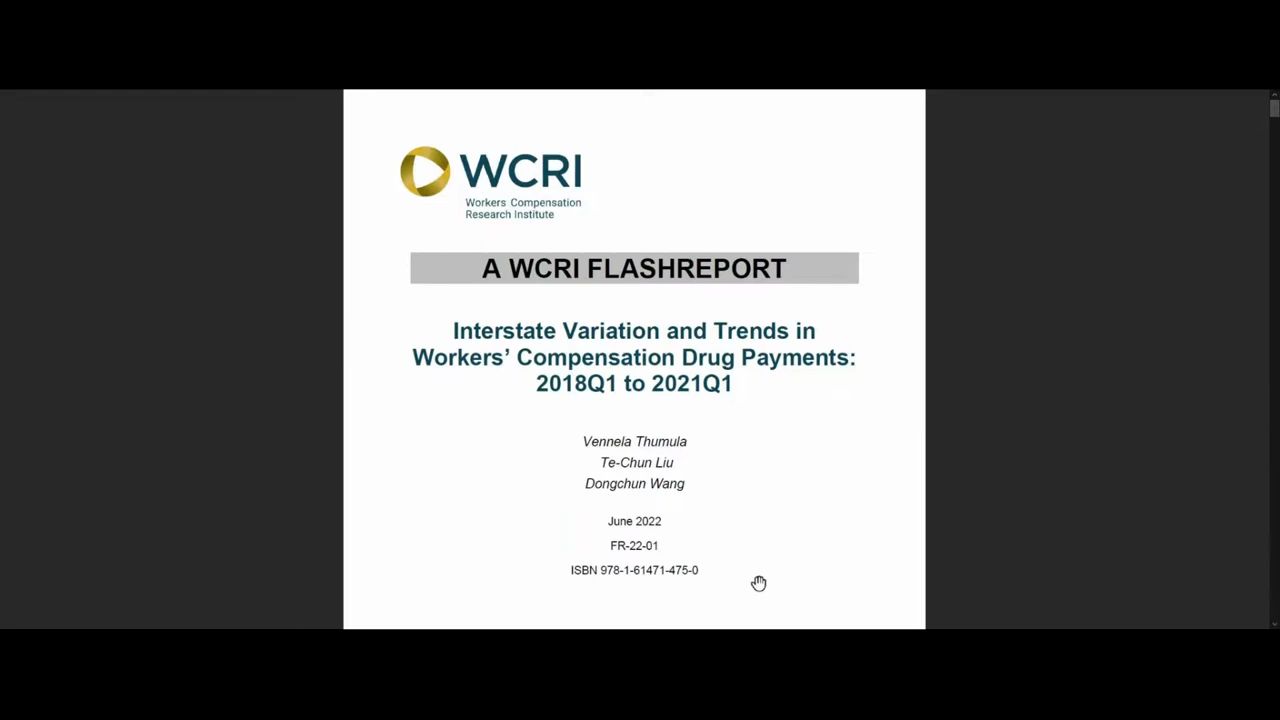 WCRI
Workers Compensation
Research Institute
A WCRI FLASHREPORT
Interstate Variation and Trends in
Workers’ Compensation Drug Payments:
2018Q1 to 2021Q1
Vennela Thumula
Te-Chun Liu
Dongchun Wang
June 2022
FR-22-01
ISBN 978-1-61471-475-0